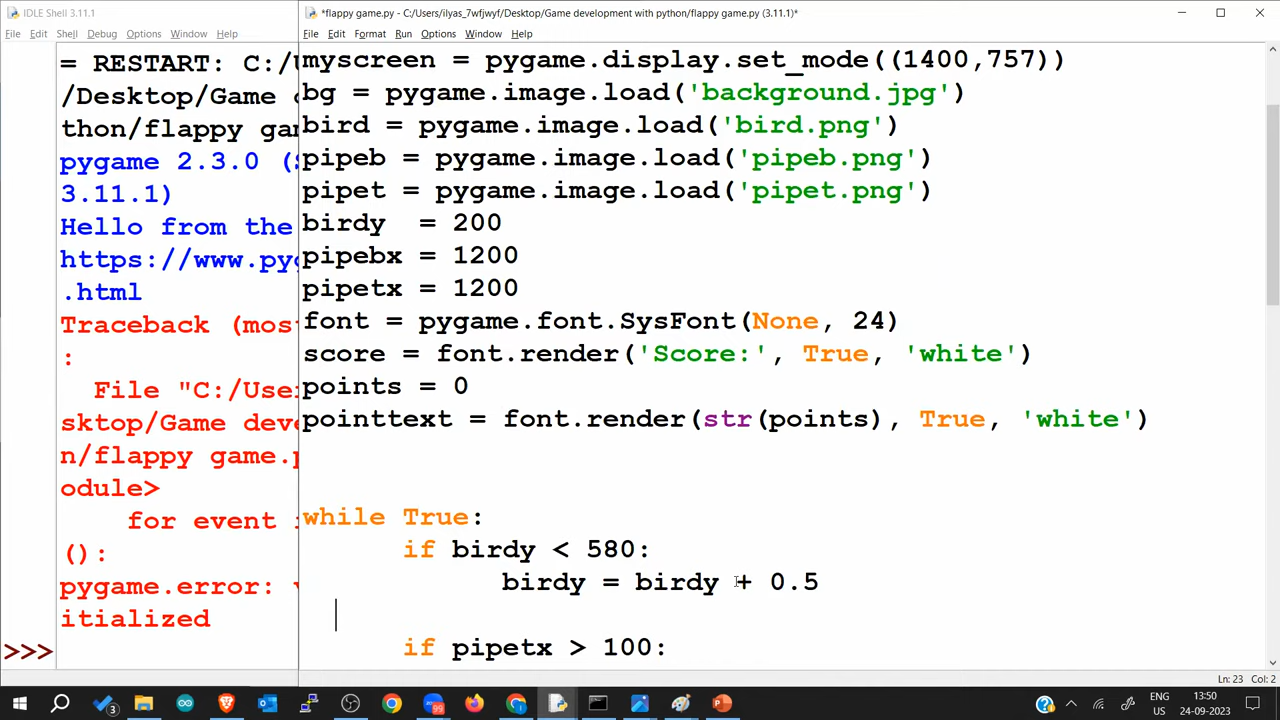 IDLE Shell 3.11.1
File Edit Shell Debug Options Window Help
= RESTART: C:/
/Desktop/Game
thon/flappy
pygame 2.3.0 (
3.11.1)
Hello from the
https://www.pyg
.html
Traceback (mos
:
File "C:/Use
sktop/Game deve
n/flappy game.p
odule>
for event
():
pygame.error:
itialized
>>>
*flappy game.py - C:/Users/ilyas_7wfjwyf/Desktop/Game development with python/flappy game.py (3.11.1)*
File Edit Format Run Options Window Help
myscreen = pygame.display.set_mode((1400,757))
bg = pygame.image.load('background.jpg')
bird = pygame.image.load('bird.png')
pipeb = pygame.image.load('pipeb.png')
pipet = pygame.image.load('pipet.png')
birdy  = 200
pipebx = 1200
pipetx = 1200
font = pygame.font.SysFont(None, 24)
score = font.render('Score:', True, 'white')
points = 0
pointtext = font.render(str(points), True, 'white')
while True:
if birdy < 580:
birdy = birdy + 0.5
if pipetx > 100:
Ln: 23 Col: 2
3
99
ENG
US
13:50
24-09-2023